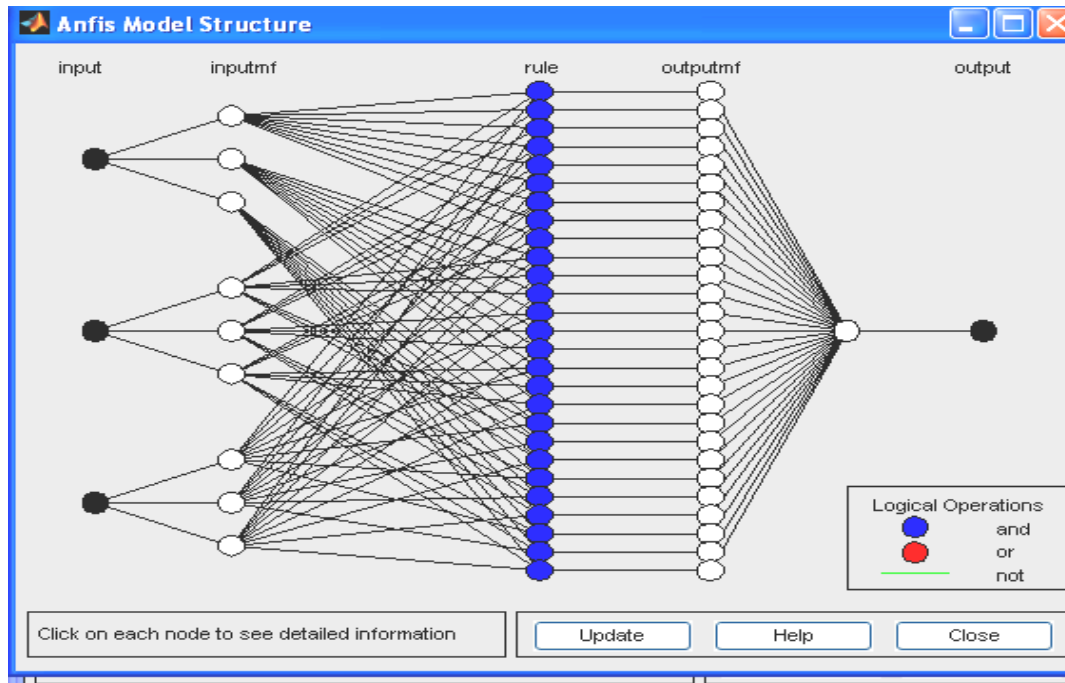 Anfis Model Structure
input inputmf rule outputmf output
Logical Operations
and
or
not
Click on each node to see detailed information
Update Help Close